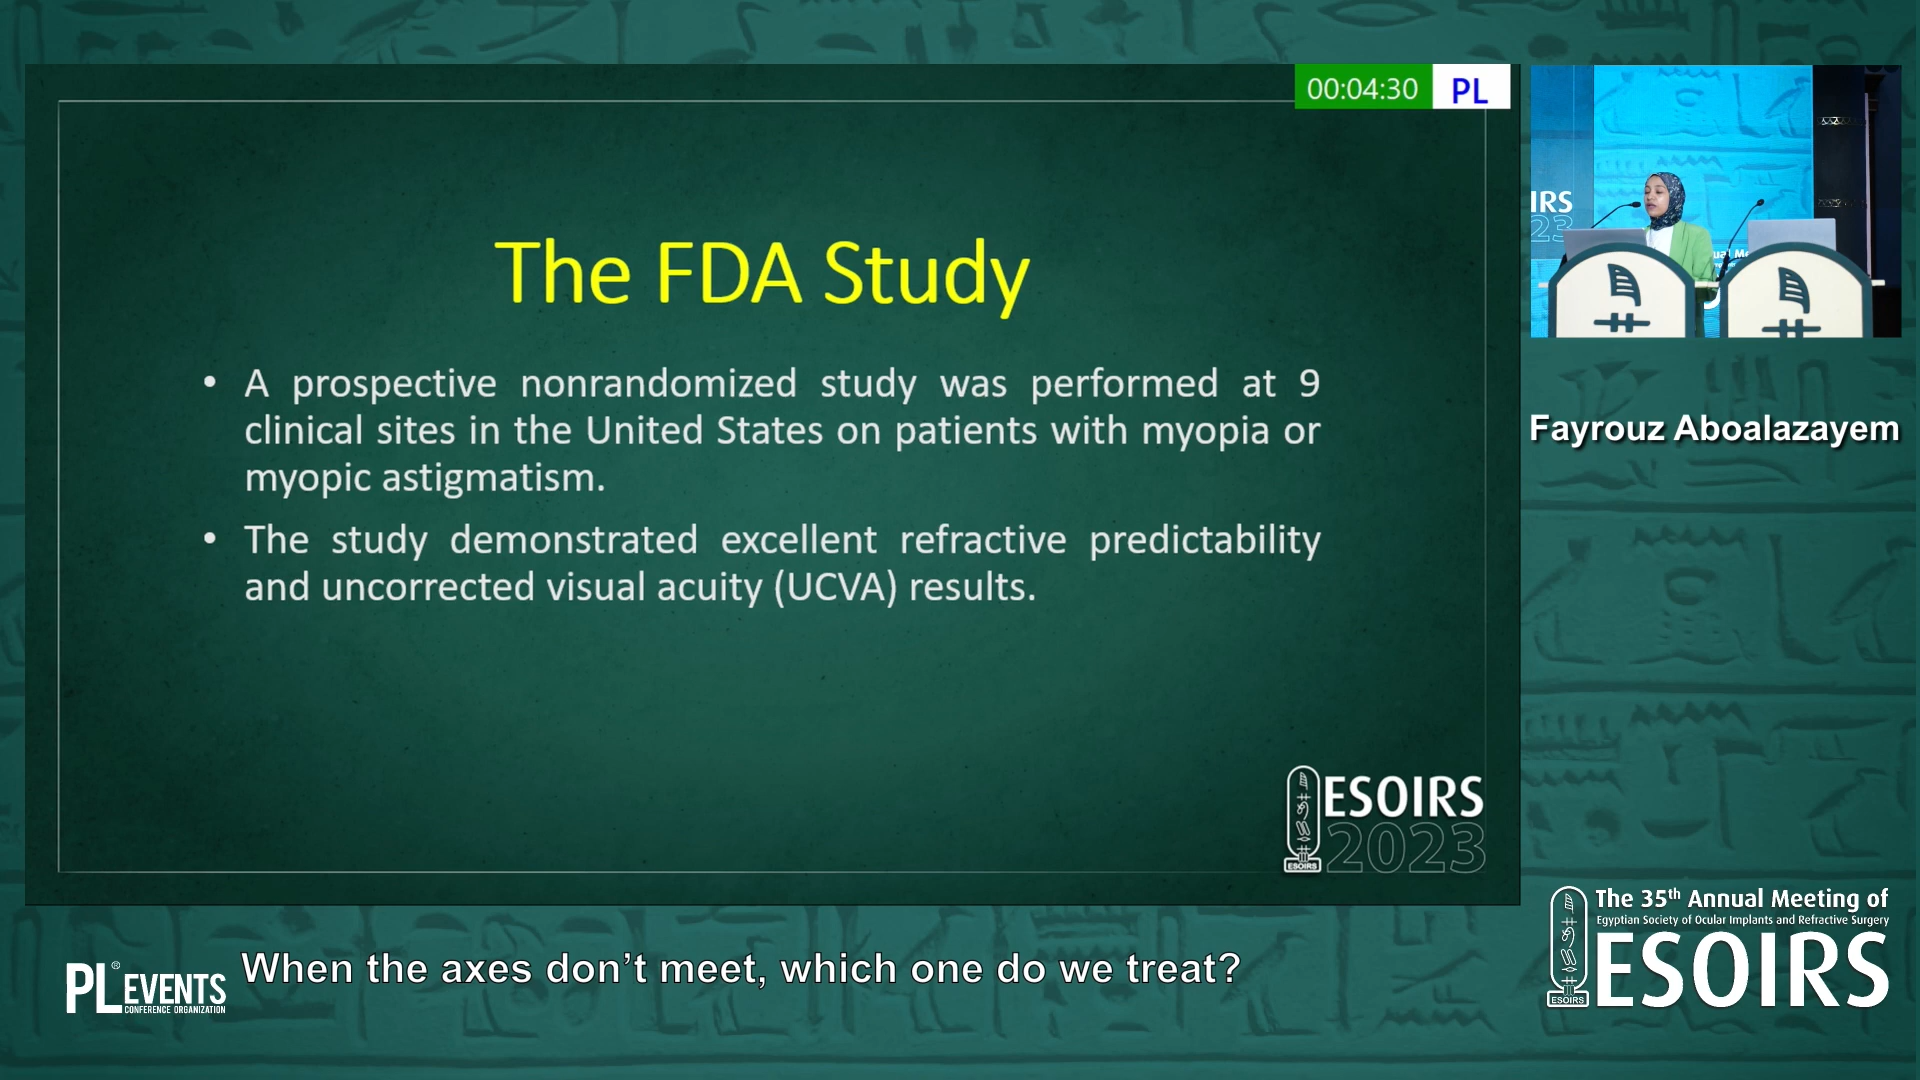 00:04:30 PL
The FDA Study
• A prospective nonrandomized study was performed at 9
clinical sites in the United States on patients with myopia or
myopic astigmatism.
• The study demonstrated excellent refractive predictability
and uncorrected visual acuity (UCVA) results.
ESOIRS
2023
ESOIRS
IRS
23
Fayrouz Aboalazayem
PL EVENTS®
CONFERENCE ORGANIZATION
When the axes don’t meet, which one do we treat?
The 35th Annual Meeting of
Egyptian Society of Ocular Implants and Refractive Surgery
ESOIRS
ESOIRS